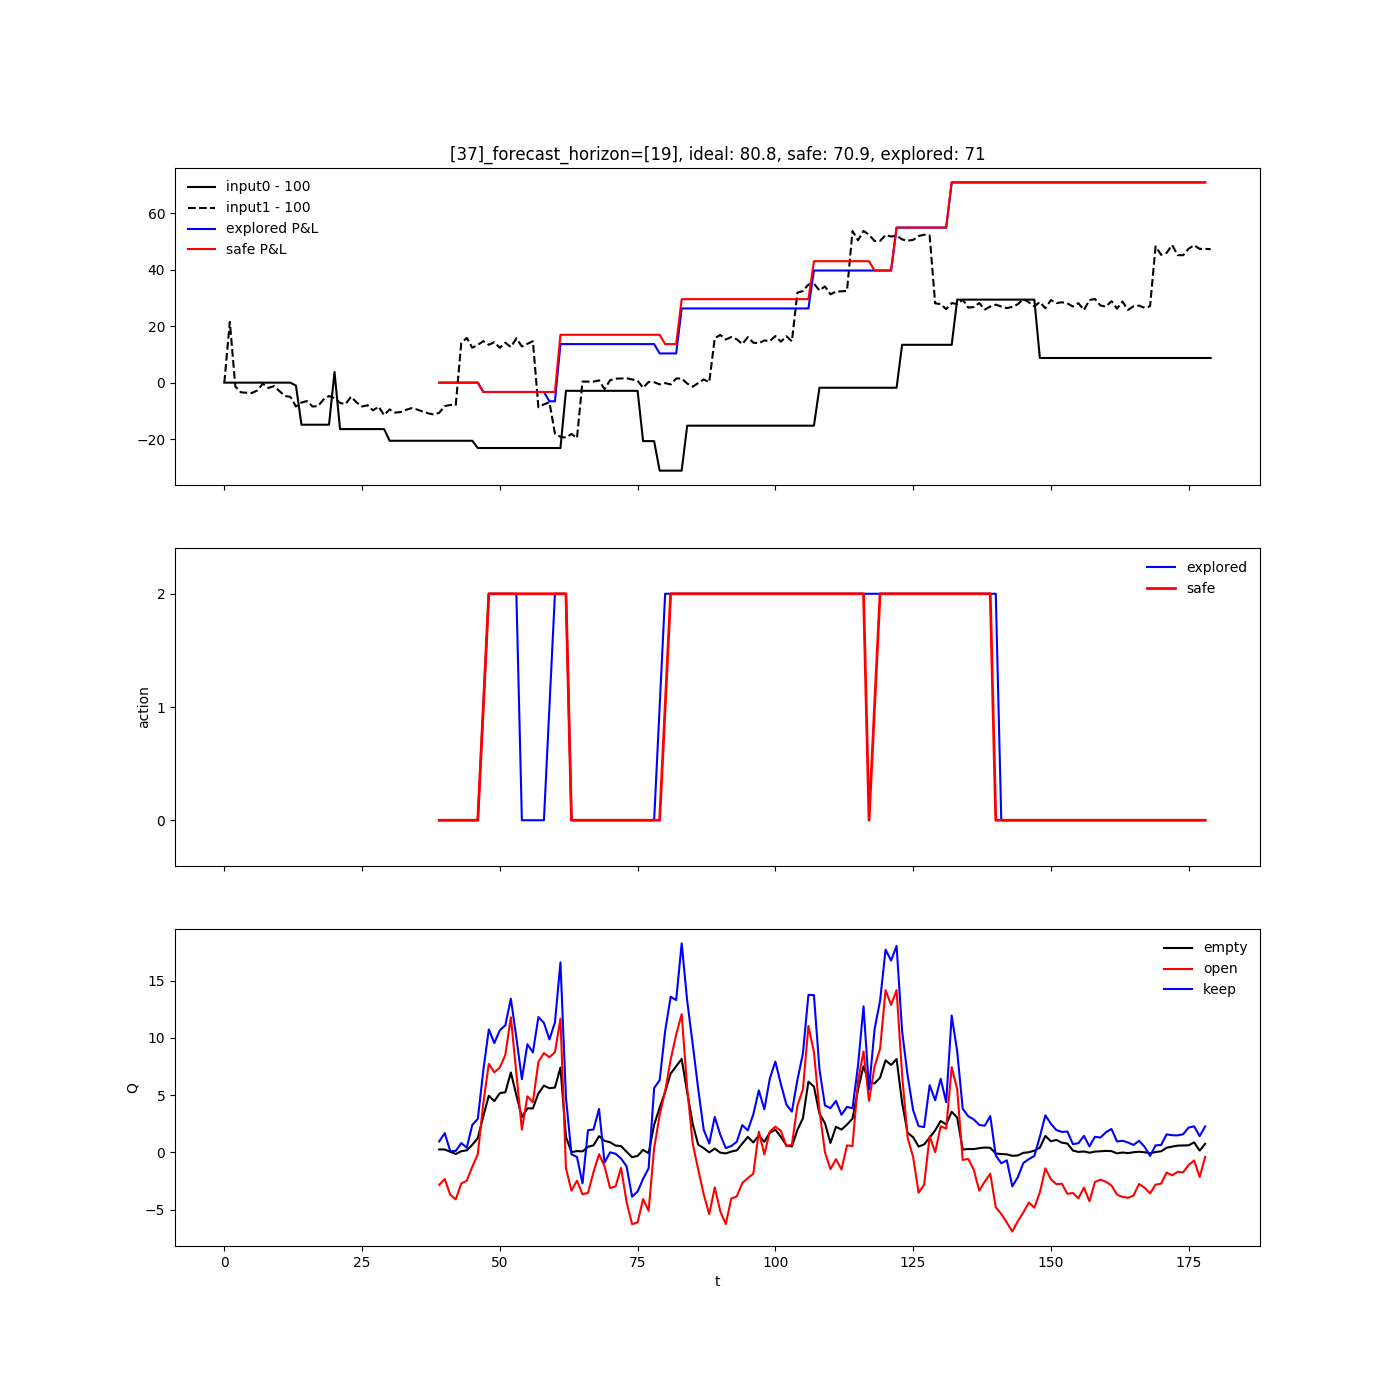 [37]_forecast_horizon=[19], ideal: 80.8, safe: 70.9, explored: 71
input0 - 100
input1 - 100
explored P&L
safe P&L
60
40
20
0
−20
explored
safe
2
1
0
action
empty
open
keep
15
10
5
0
−5
Q
0 25 50 75 100 125 150 175
t